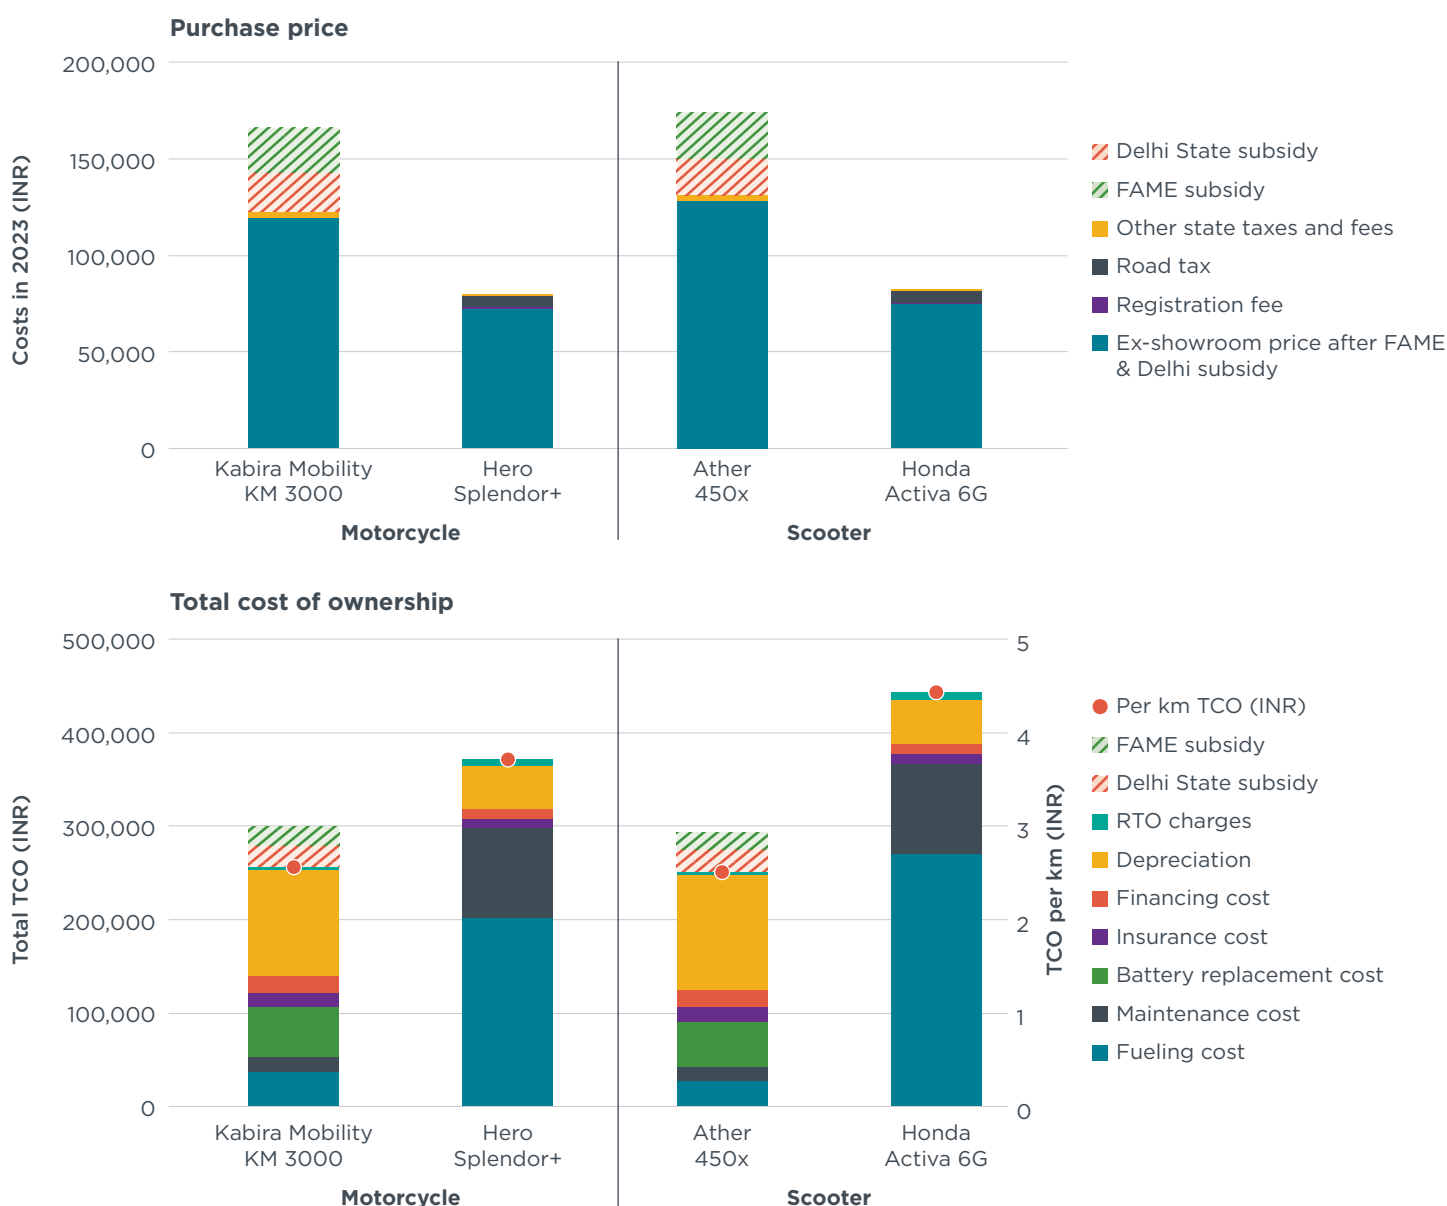 Purchase price
Costs in 2023 (INR)
200,000
150,000
100,000
50,000
0
Kabira Mobility
KM 3000
Hero
Splendor+
Ather
450x
Honda
Activa 6G
Motorcycle
Scooter
Delhi State subsidy
FAME subsidy
Other state taxes and fees
Road tax
Registration fee
Ex-showroom price after FAME
& Delhi subsidy
Total cost of ownership
Total TCO (INR)
500,000
400,000
300,000
200,000
100,000
0
5
4
3
2
1
0
TCO per km (INR)
Kabira Mobility
KM 3000
Hero
Splendor+
Ather
450x
Honda
Activa 6G
Motorcycle
Scooter
Per km TCO (INR)
FAME subsidy
Delhi State subsidy
RTO charges
Depreciation
Financing cost
Insurance cost
Battery replacement cost
Maintenance cost
Fueling cost